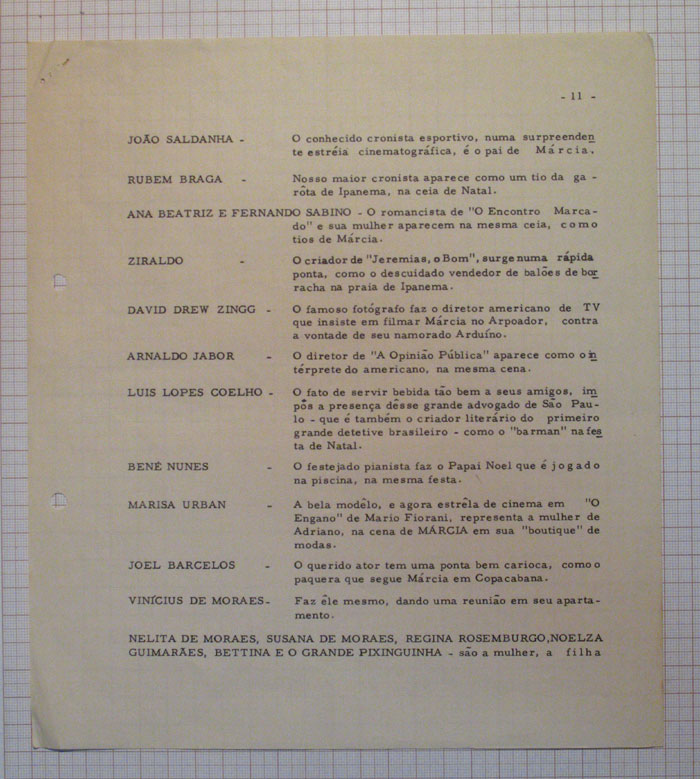 - 11 -
JOÃO SALDANHA - O conhecido cronista esportivo, numa surpreenden
te estréia cinematográfica, é o pai de Márcia.
RUBEM BRAGA - Nosso maior cronista aparece como um tio da ga -
rôta de Ipanema, na ceia de Natal.
ANA BEATRIZ E FERNANDO SABINO - O romancista de "O Encontro Marca-
do" e sua mulher aparecem na mesma ceia, como
tios de Márcia.
ZIRALDO - O criador de "Jeremias, o Bom", surge numa rápida
ponta, como o descuidado vendedor de balões de bor
racha na praia de Ipanema.
DAVID DREW ZINGG - O famoso fotógrafo faz o diretor americano de TV
que insiste em filmar Márcia no Arpoador, contra
a vontade de seu namorado Arduíno.
ARNALDO JABOR - O diretor de "A Opinião Pública" aparece como o in
térprete do americano, na mesma cena.
LUIS LOPES COELHO - O fato de servir bebida tão bem a seus amigos, im
pôs a presença dêsse grande advogado de São Pau-
lo - que é também o criador literário do primeiro
grande detetive brasileiro - como o "barman" na fes
ta de Natal.
BENÉ NUNES - O festejado pianista faz o Papai Noel que é jogado
na piscina, na mesma festa.
MARISA URBAN - A bela modêlo, e agora estrêla de cinema em "O
Engano" de Mario Fiorani, representa a mulher de
Adriano, na cena de MÁRCIA em sua "boutique" de
modas.
JOEL BARCELOS - O querido ator tem uma ponta bem carioca, como o
paquera que segue Márcia em Copacabana.
VINÍCIUS DE MORAES- Faz êle mesmo, dando uma reunião em seu aparta-
mento.
NELITA DE MORAES, SUSANA DE MORAES, REGINA ROSEMBURGO, NOELZA
GUIMARÃES, BETTINA E O GRANDE PIXINGUINHA - são a mulher, a filha